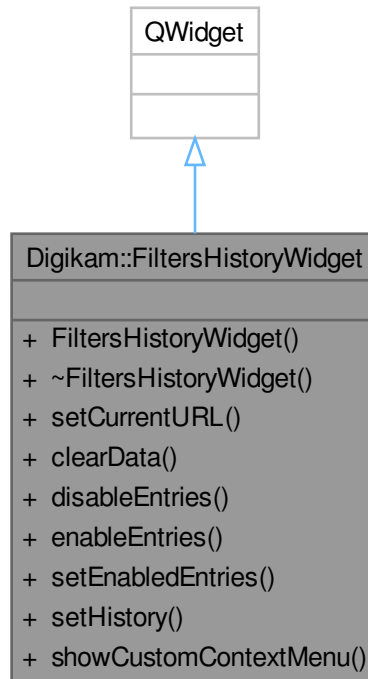 QWidget
Digikam::FiltersHistoryWidget
+ FiltersHistoryWidget()
+ ~FiltersHistoryWidget()
+ setCurrentURL()
+ clearData()
+ disableEntries()
+ enableEntries()
+ setEnabledEntries()
+ setHistory()
+ showCustomContextMenu()